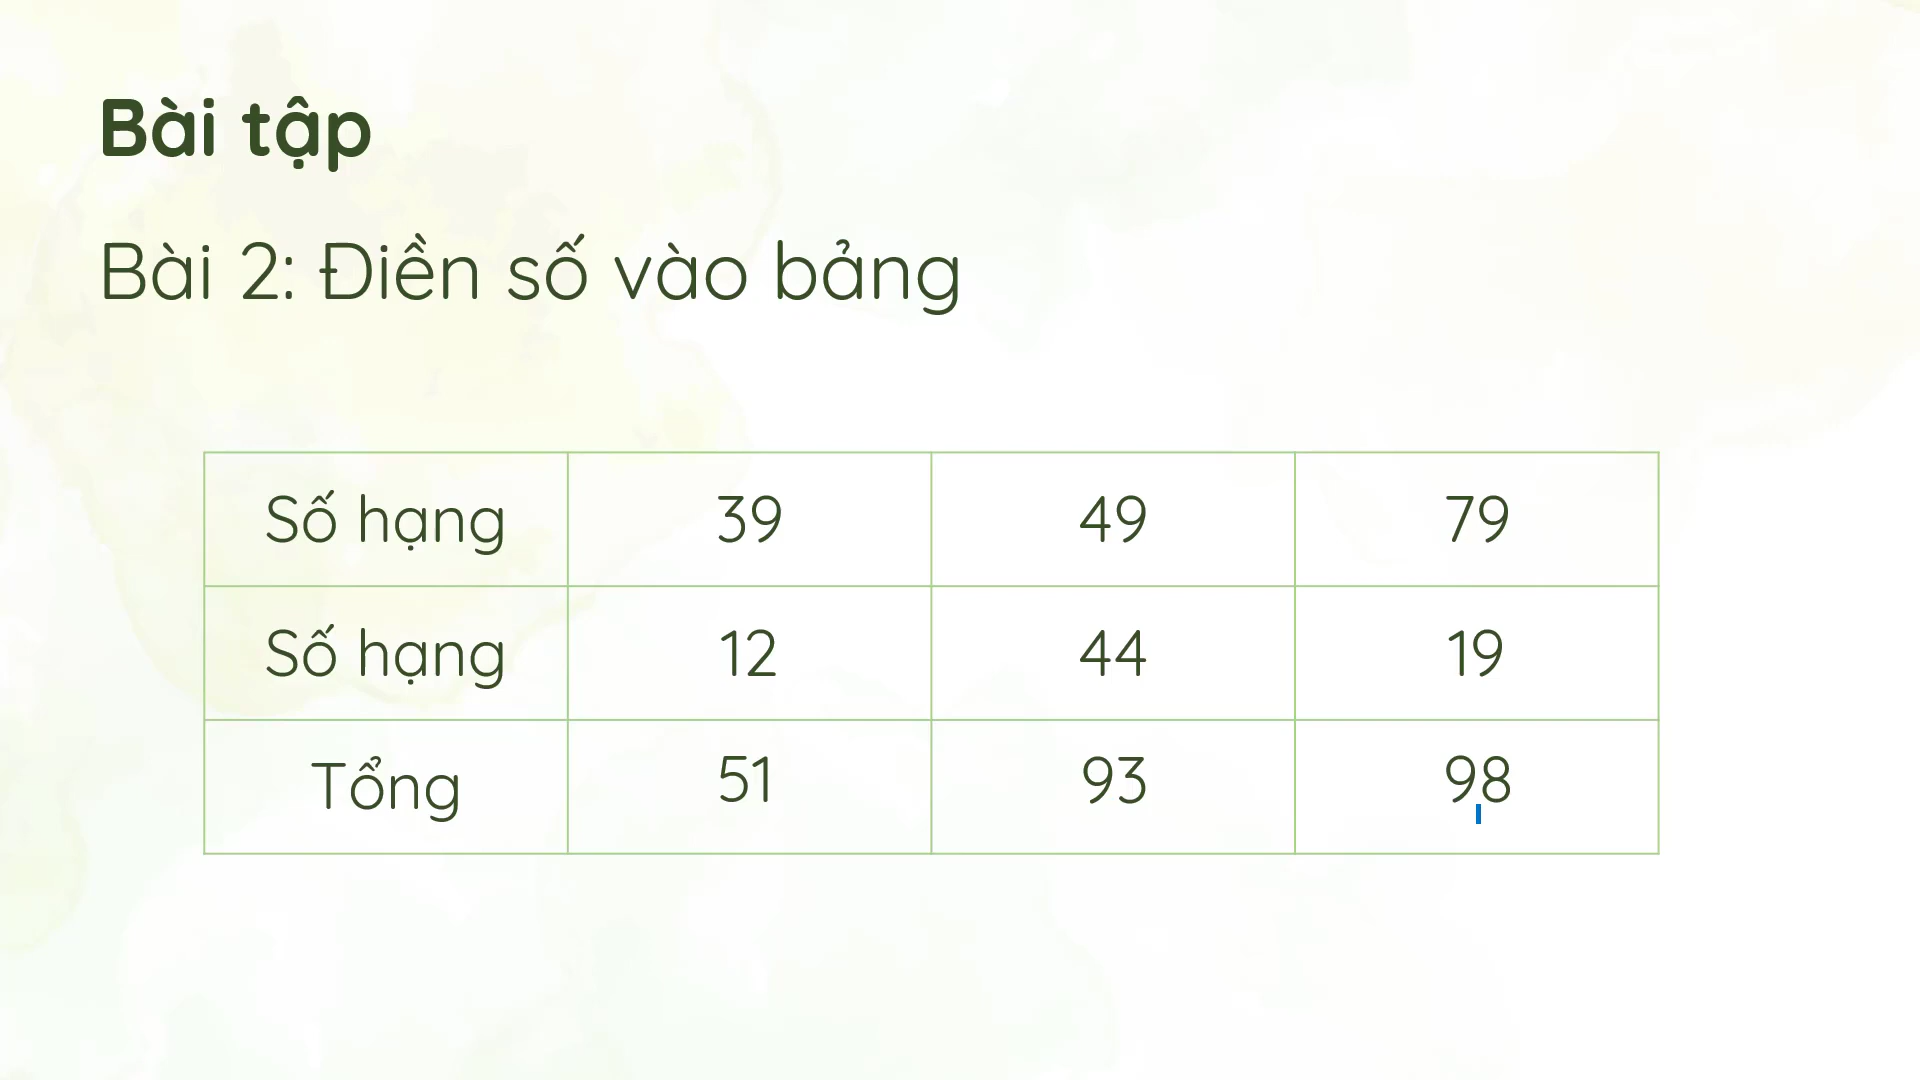 Bài tập
Bài 2: Điền số vào bảng
Số hạng 39 49 79
Số hạng 12 44 19
Tổng 51 93 98